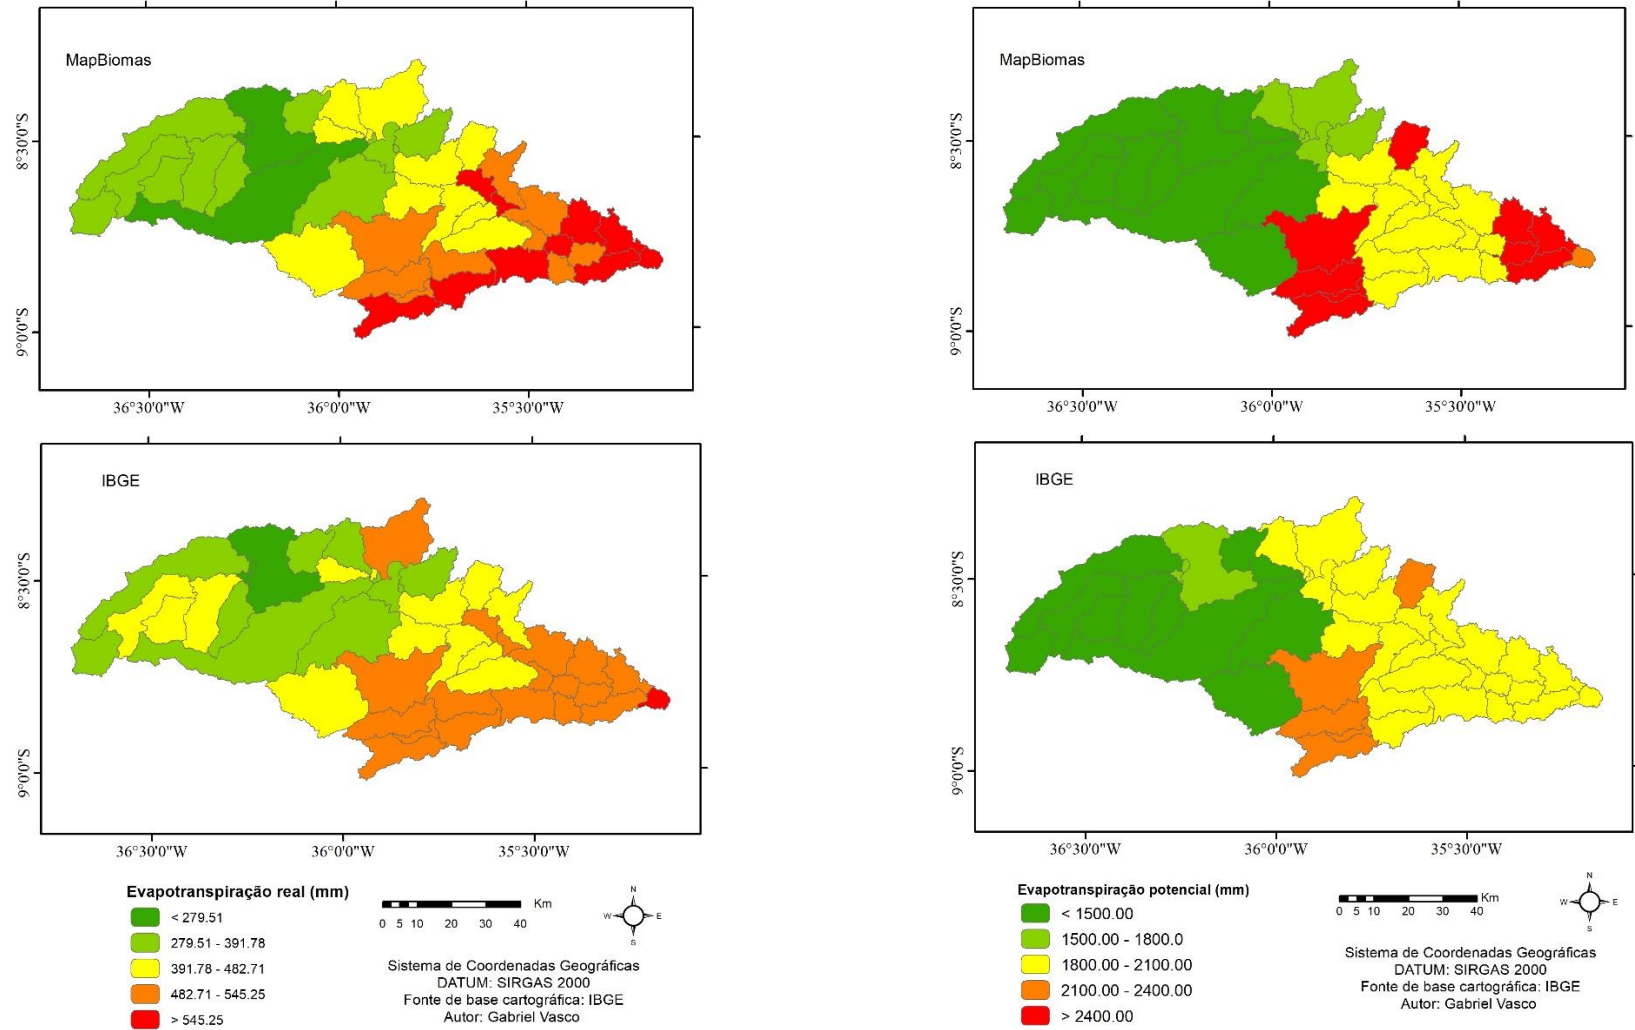 MapBiomas
8°30'0"S
9°0'0"S
36°30'0"W
36°0'0"W
35°30'0"W
MapBiomas
8°30'0"S
9°0'0"S
36°30'0"W
36°0'0"W
35°30'0"W
IBGE
8°30'0"S
9°0'0"S
36°30'0"W
36°0'0"W
35°30'0"W
IBGE
8°30'0"S
9°0'0"S
36°30'0"W
36°0'0"W
35°30'0"W
Evapotranspiração real (mm)
< 279.51
279.51 - 391.78
391.78 - 482.71
482.71 - 545.25
> 545.25
Km
0 5 10 20 30 40
N
W E
S
Sistema de Coordenadas Geográficas
DATUM: SIRGAS 2000
Fonte de base cartográfica: IBGE
Autor: Gabriel Vasco
Evapotranspiração potencial (mm)
< 1500.00
1500.00 - 1800.0
1800.00 - 2100.00
2100.00 - 2400.00
> 2400.00
Km
0 5 10 20 30 40
N
W E
S
Sistema de Coordenadas Geográficas
DATUM: SIRGAS 2000
Fonte de base cartográfica: IBGE
Autor: Gabriel Vasco